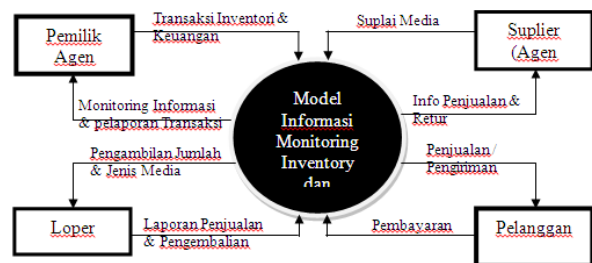 Transaksi Inventori &
Keuangan
Suplai Media
Pemilik
Agen
Suplier
(Agen
Model
Informasi
Monitoring
Inventory
dan
Monitoring Informasi
& pelaporan Transaksi
Info Penjualan &
Retur
Pengambilan Jumlah
& Jenis Media
Penjualan/
Pengiriman
Loper
Laporan Penjualan
& Pengembalian
Pembayaran
Pelanggan